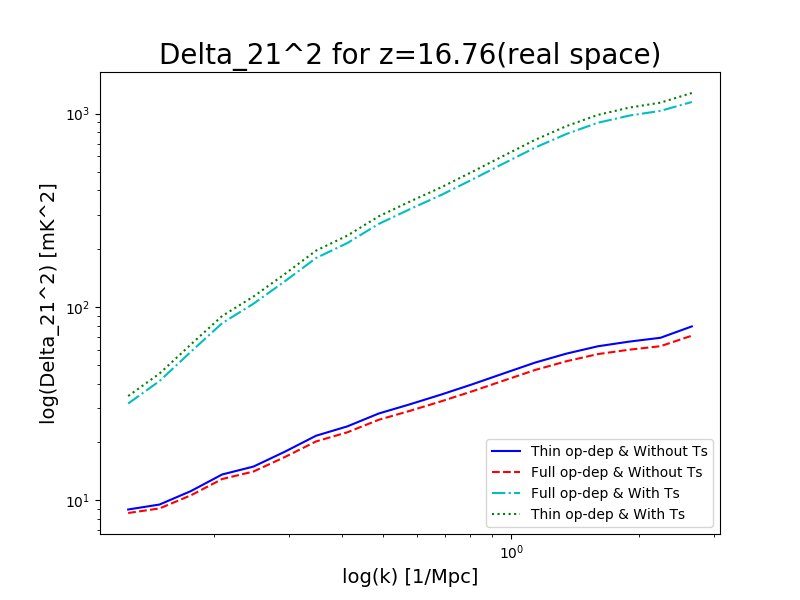 Delta_21^2 for z=16.76(real space)
log(Delta_21^2) [mK^2]
10^3
10^2
10^1
Thin op-dep & Without Ts
Full op-dep & Without Ts
Full op-dep & With Ts
Thin op-dep & With Ts
10^0
log(k) [1/Mpc]